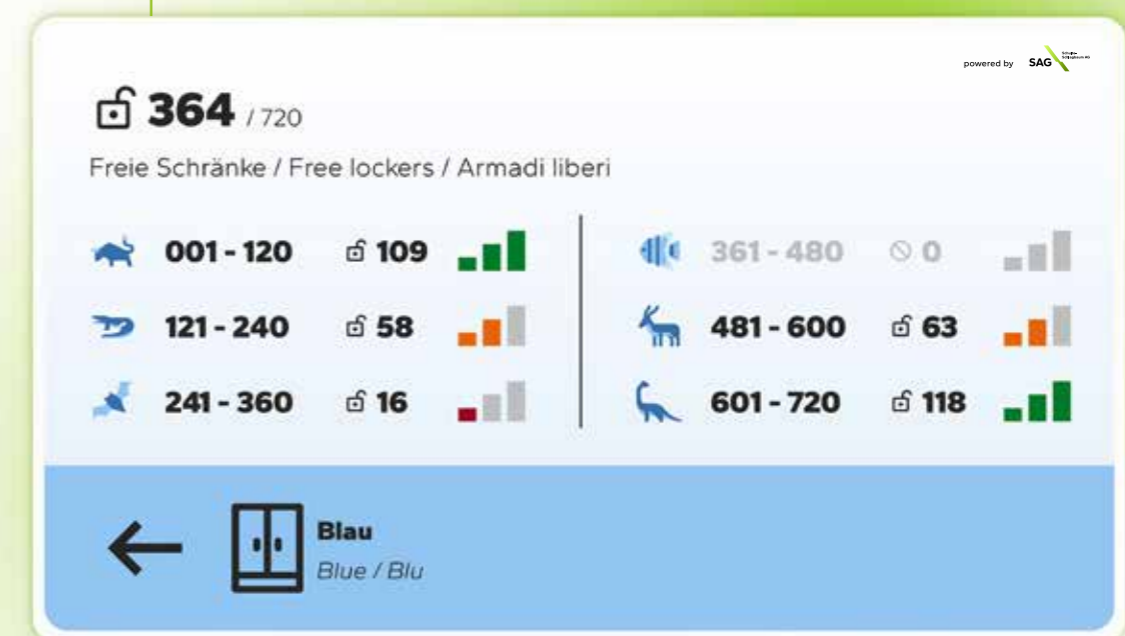 powered by SAG
364 / 720
Freie Schränke / Free lockers / Armadi liberi
001 - 120 109
121 - 240 58
241 - 360 16
361 - 480 0
481 - 600 63
601 - 720 118
Blau
Blue / Blu